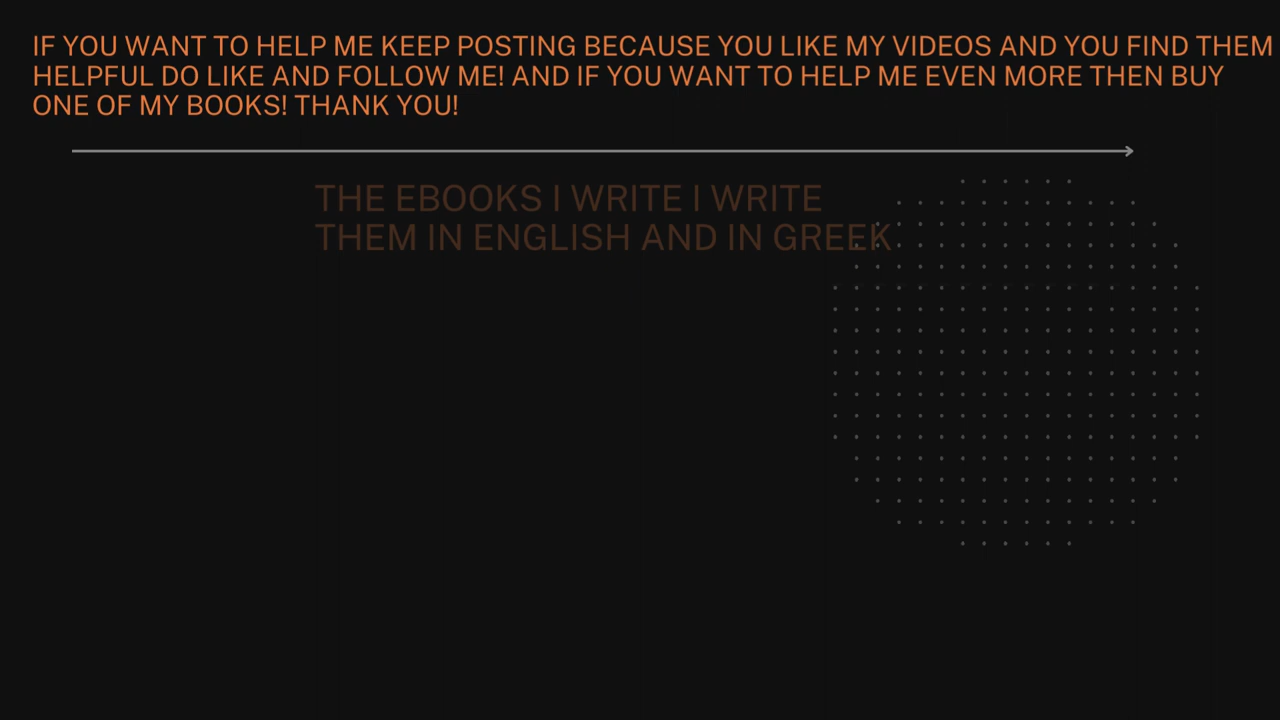 IF YOU WANT TO HELP ME KEEP POSTING BECAUSE YOU LIKE MY VIDEOS AND YOU FIND THEM
HELPFUL DO LIKE AND FOLLOW ME! AND IF YOU WANT TO HELP ME EVEN MORE THEN BUY
ONE OF MY BOOKS! THANK YOU!
THE EBOOKS I WRITE I WRITE
THEM IN ENGLISH AND IN GREEK